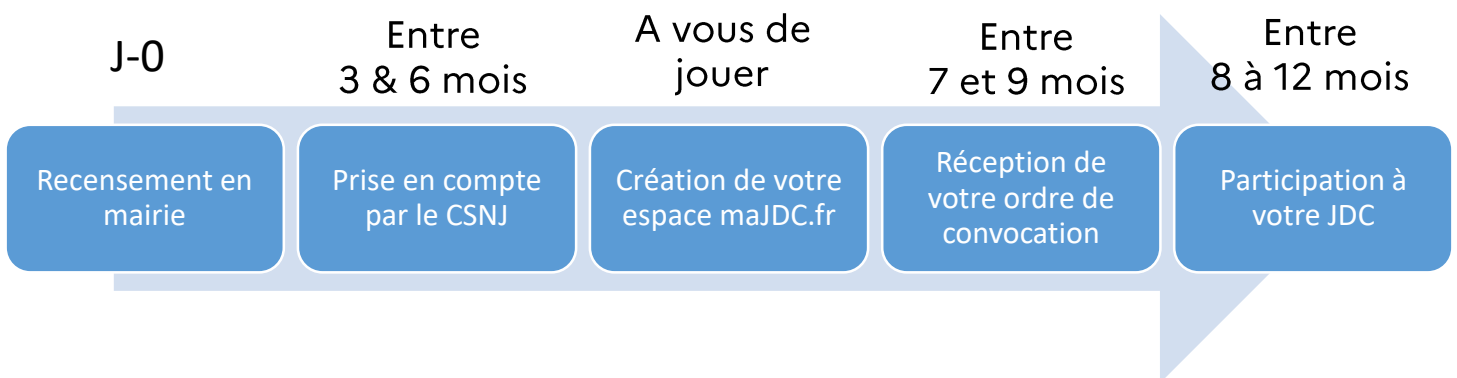 J-0
Entre
3 & 6 mois
A vous de
jouer
Entre
7 et 9 mois
Entre
8 à 12 mois
Recensement en
mairie
Prise en compte
par le CSNJ
Création de votre
espace maJDC.fr
Réception de
votre ordre de
convocation
Participation à
votre JDC